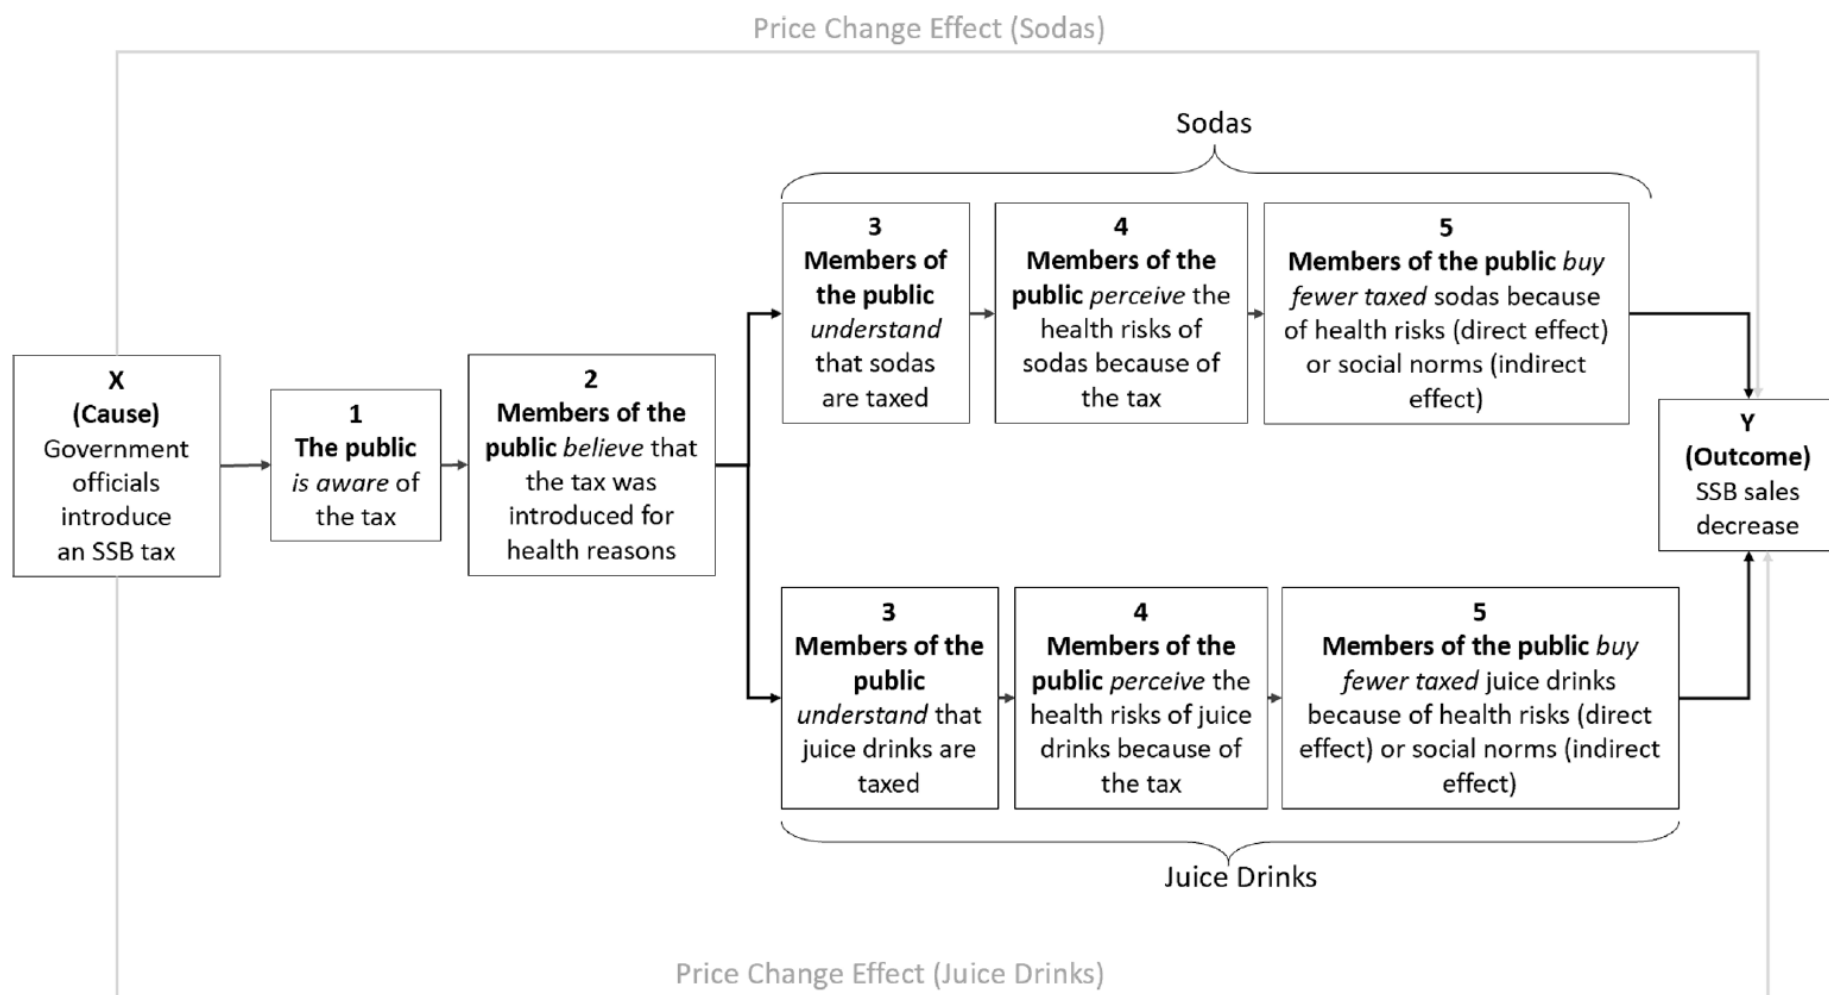 Price Change Effect (Sodas)
Sodas
X
(Cause)
Government
officials
introduce
an SSB tax
1
The public
is aware of
the tax
2
Members of the
public believe that
the tax was
introduced for
health reasons
3
Members of
the public
understand
that sodas
are taxed
4
Members of the
public perceive the
health risks of
sodas because of
the tax
5
Members of the public buy
fewer taxed sodas because
of health risks (direct effect)
or social norms (indirect
effect)
3
Members of the
public
understand that
juice drinks are
taxed
4
Members of the
public perceive the
health risks of juice
drinks because of
the tax
5
Members of the public buy
fewer taxed juice drinks
because of health risks (direct
effect) or social norms (indirect
effect)
Y
(Outcome)
SSB sales
decrease
Juice Drinks
Price Change Effect (Juice Drinks)